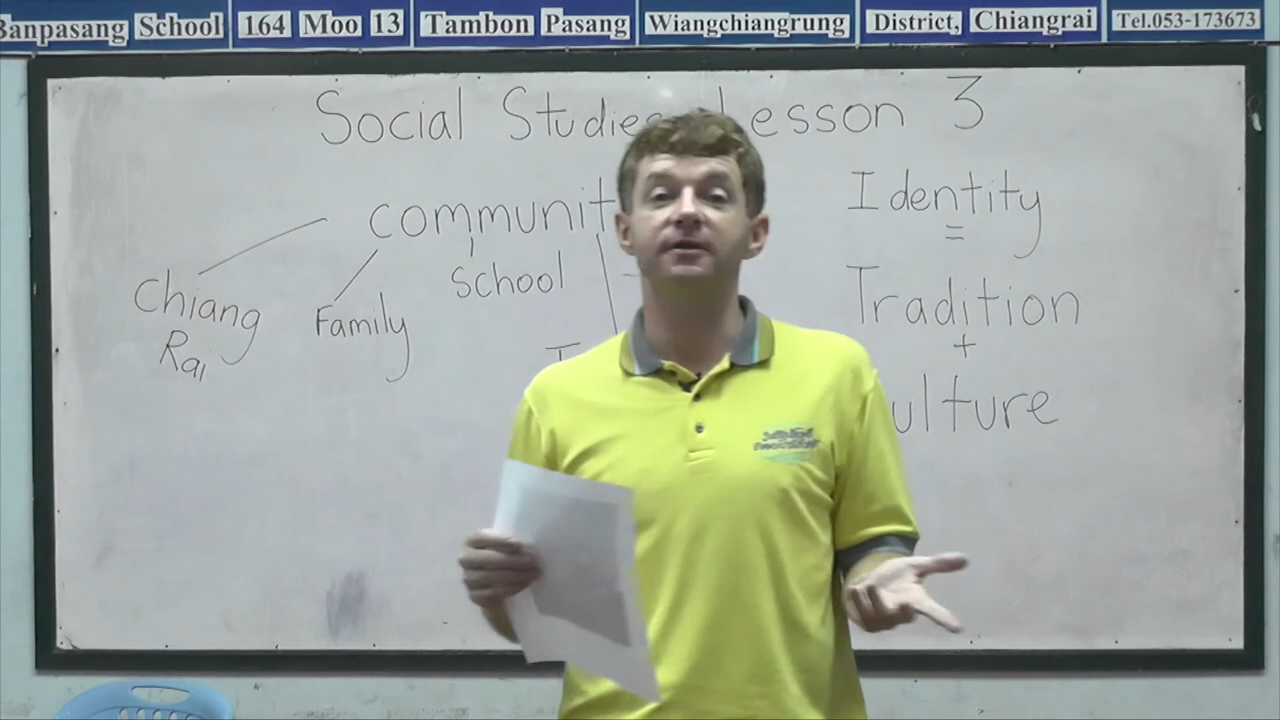 Banpasang School 164 Moo 13 Tambon Pasang Wiangchiangrung District, Chiangrai Tel.053-173673
Social Studies Lesson 3
communit
Identity
=
School
Chiang
Rai
Family
Tradition
+
T
ulture